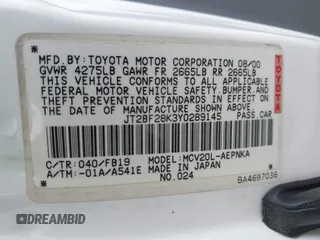 MFD.BY:TOYOTA MOTOR CORPORATION 08/00
GVWR 4275LB GAWR FR 2665LB RR 2665LB
THIS VEHICLE CONFORMS TO ALL APPLICABLE
FEDERAL MOTOR VEHICLE SAFETY, BUMPER, AND
THEFT PREVENTION STANDARDS IN EFFECT ON
THE DATE OF MANUFACTURE SHOWN ABOVE.
JT2BF28K3Y0289145 PASS.CAR
TOYOTA
C/TR: 040/FB19 MODEL: MCV20L-AEPNKA
A/TM: -01A/A541E MADE IN JAPAN
NO.024
BA4697036